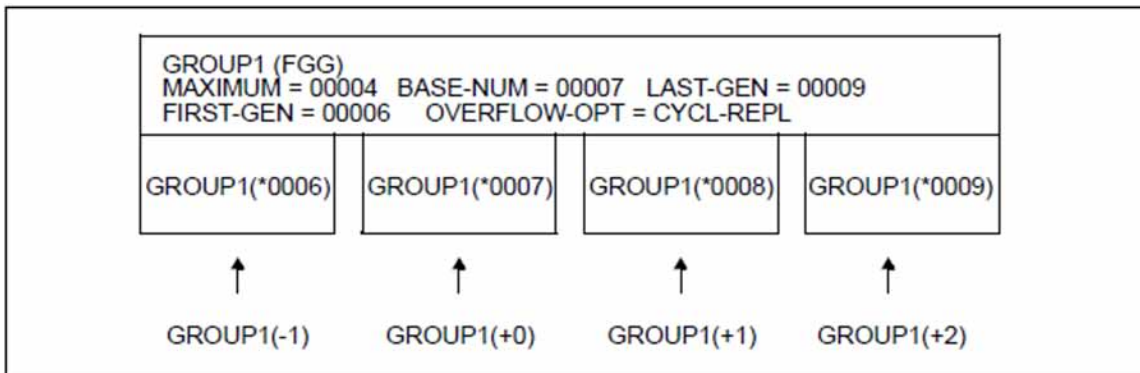 GROUP1 (FGG)
MAXIMUM = 00004 BASE-NUM = 00007 LAST-GEN = 00009
FIRST-GEN = 00006 OVERFLOW-OPT = CYCL-REPL
GROUP1(*0006) GROUP1(*0007) GROUP1(*0008) GROUP1(*0009)
GROUP1(-1) GROUP1(+0) GROUP1(+1) GROUP1(+2)